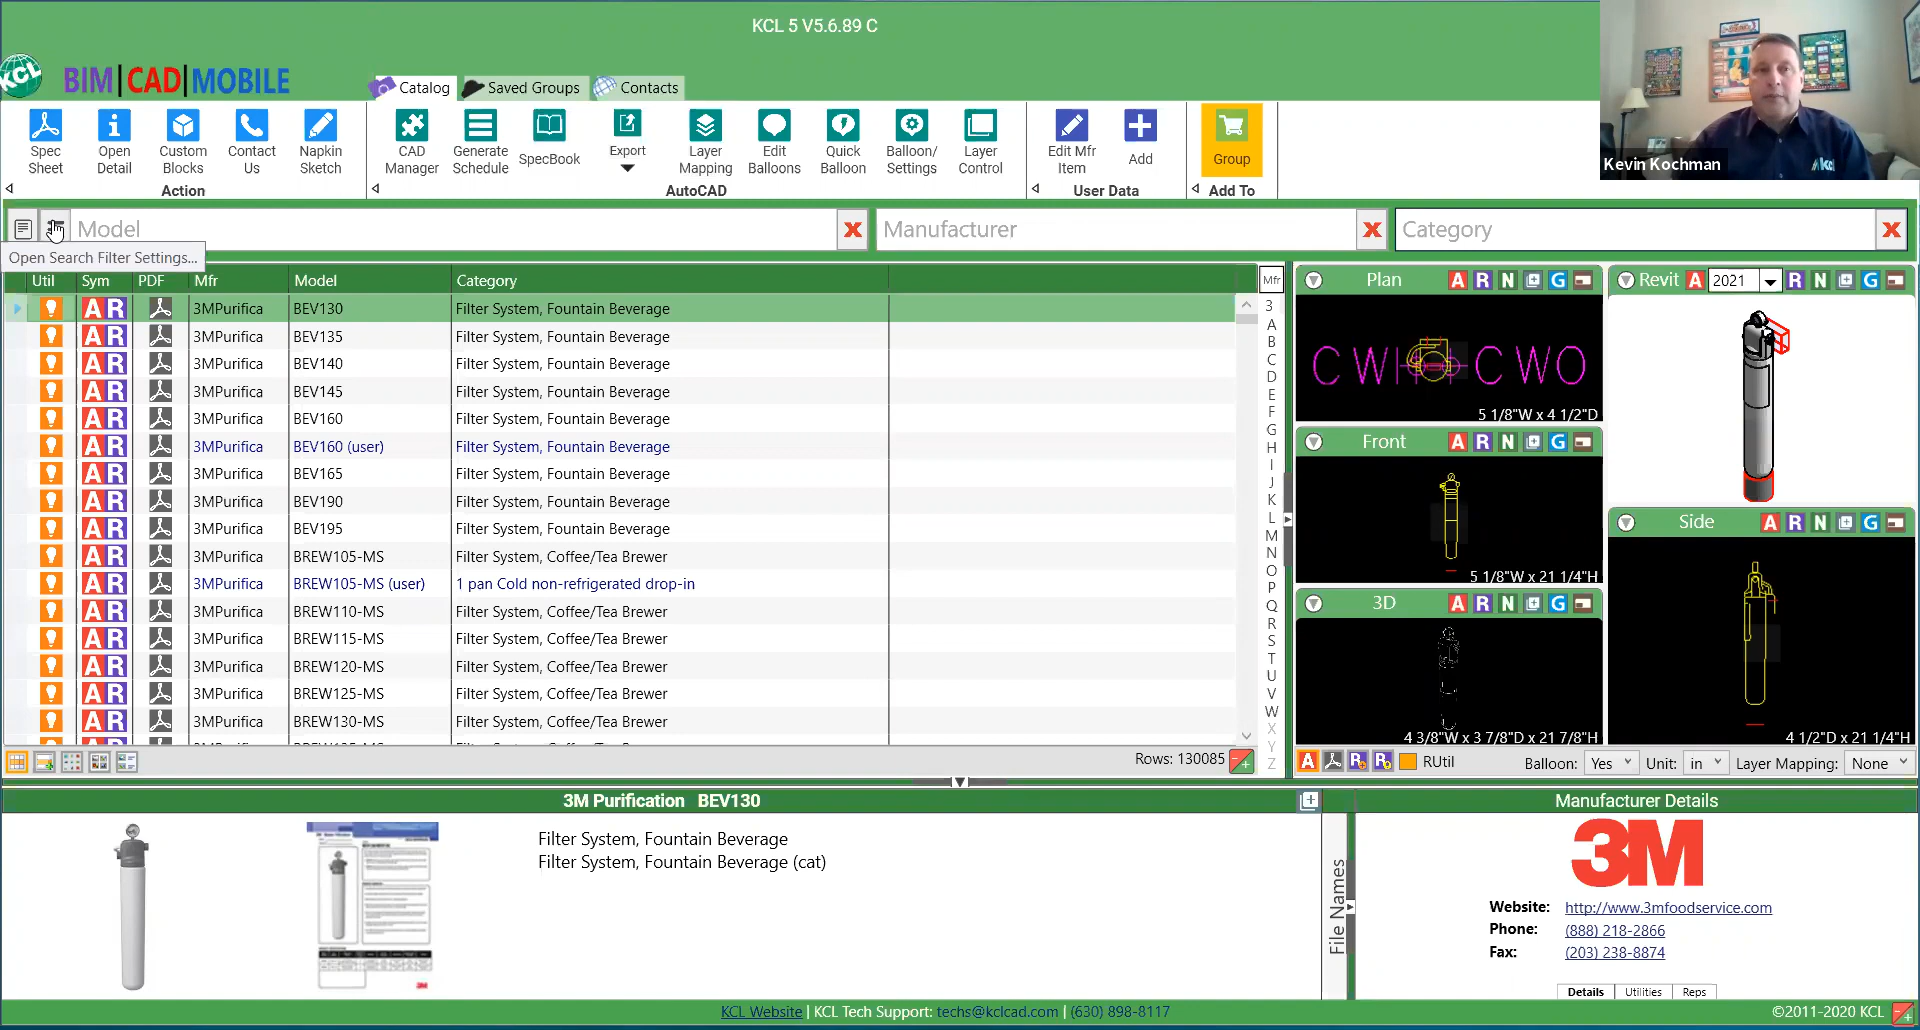 KCL 5 V5.6.89 C
KCL
BIM|CAD|MOBILE
Catalog
Saved Groups
Contacts
Spec Sheet
Open Detail
Custom Blocks
Contact Us
Napkin Sketch
Action
CAD Manager
Generate Schedule
SpecBook
Export
Layer Mapping
Edit Balloons
Quick Balloon
Balloon/ Settings
Layer Control
AutoCAD
Edit Mfr Item
Add
User Data
Group
Add To
Kevin Kochman
Model
Manufacturer
Category
Open Search Filter Settings...
Util Sym PDF Mfr Model Category
A R 3MPurifica BEV130 Filter System, Fountain Beverage
A R 3MPurifica BEV135 Filter System, Fountain Beverage
A R 3MPurifica BEV140 Filter System, Fountain Beverage
A R 3MPurifica BEV145 Filter System, Fountain Beverage
A R 3MPurifica BEV160 Filter System, Fountain Beverage
A R 3MPurifica BEV160 (user) Filter System, Fountain Beverage
A R 3MPurifica BEV165 Filter System, Fountain Beverage
A R 3MPurifica BEV190 Filter System, Fountain Beverage
A R 3MPurifica BEV195 Filter System, Fountain Beverage
A R 3MPurifica BREW105-MS Filter System, Coffee/Tea Brewer
A R 3MPurifica BREW105-MS (user) 1 pan Cold non-refrigerated drop-in
A R 3MPurifica BREW110-MS Filter System, Coffee/Tea Brewer
A R 3MPurifica BREW115-MS Filter System, Coffee/Tea Brewer
A R 3MPurifica BREW120-MS Filter System, Coffee/Tea Brewer
A R 3MPurifica BREW125-MS Filter System, Coffee/Tea Brewer
A R 3MPurifica BREW130-MS Filter System, Coffee/Tea Brewer
Rows: 130085
Mfr
3
A
B
C
D
E
F
G
H
I
J
K
L
M
N
O
P
Q
R
S
T
U
V
W
X
Y
Z
Plan A R N G
CWI CWO
5 1/8"W x 4 1/2"D
Front A R N G
5 1/8"W x 21 1/4"H
3D A R N G
4 3/8"W x 3 7/8"D x 21 7/8"H
Revit A 2021 R N G
Side A R N G
4 1/2"D x 21 1/4"H
A R R RUtil Balloon: Yes Unit: in Layer Mapping: None
3M Purification BEV130
Filter System, Fountain Beverage
Filter System, Fountain Beverage (cat)
File Names
Manufacturer Details
3M
Website: http://www.3mfoodservice.com
Phone: (888) 218-2866
Fax: (203) 238-8874
Details Utilities Reps
KCL Website | KCL Tech Support: techs@kclcad.com | (630) 898-8117
©2011-2020 KCL